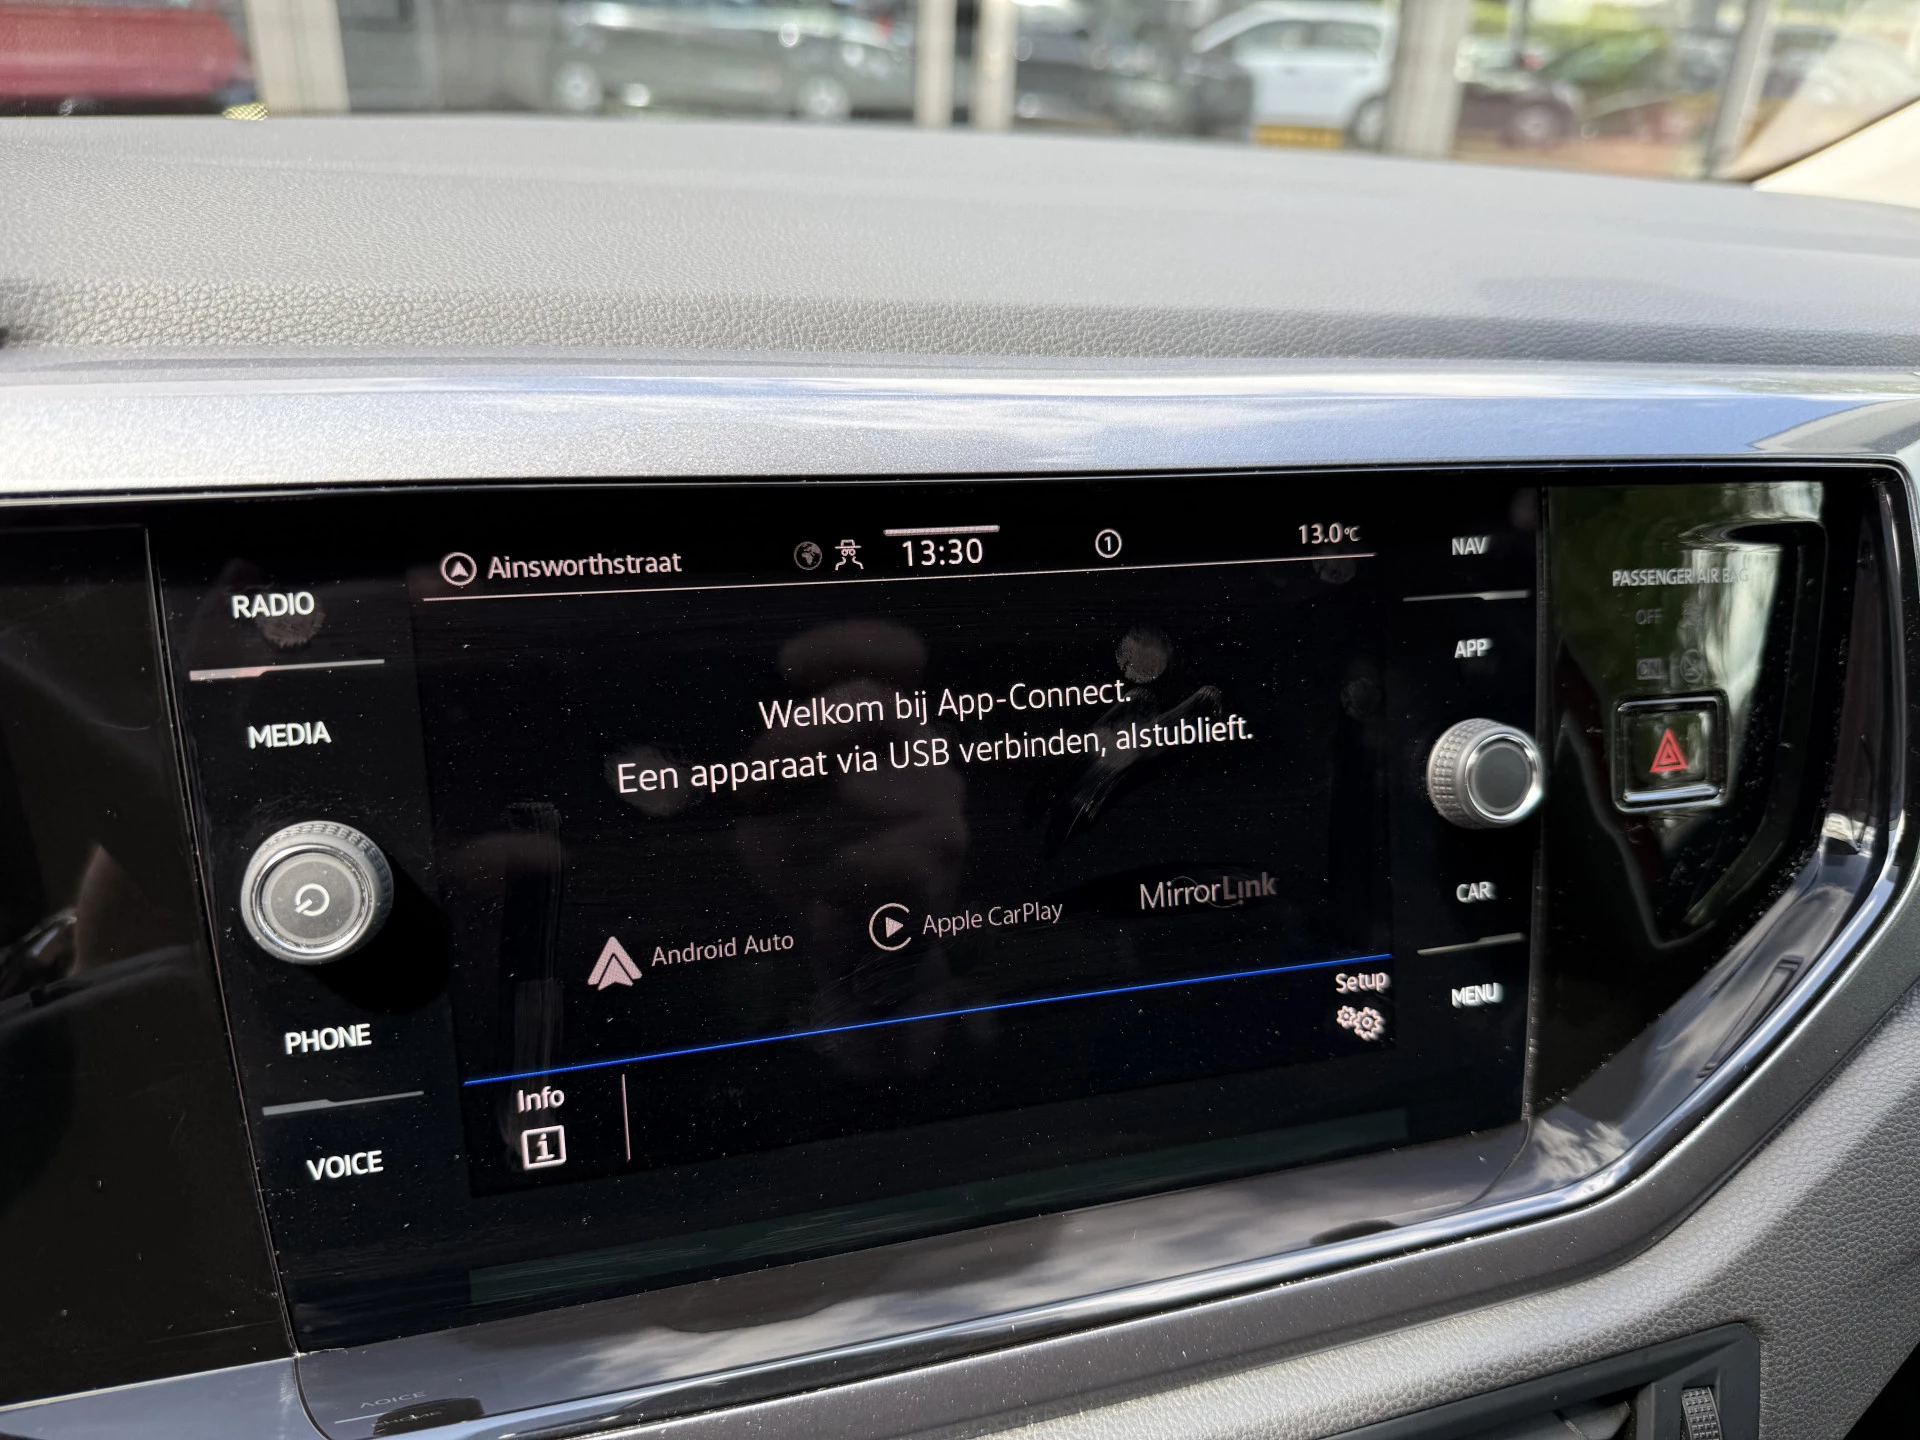 Ainsworthstraat
13:30
1
13.0°C
NAV
RADIO
APP
PASSENGER AIR BAG
OFF
ON
MEDIA
Welkom bij App-Connect.
Een apparaat via USB verbinden, alstublieft.
Android Auto
Apple CarPlay
MirrorLink
CAR
Setup
MENU
PHONE
Info
i
VOICE